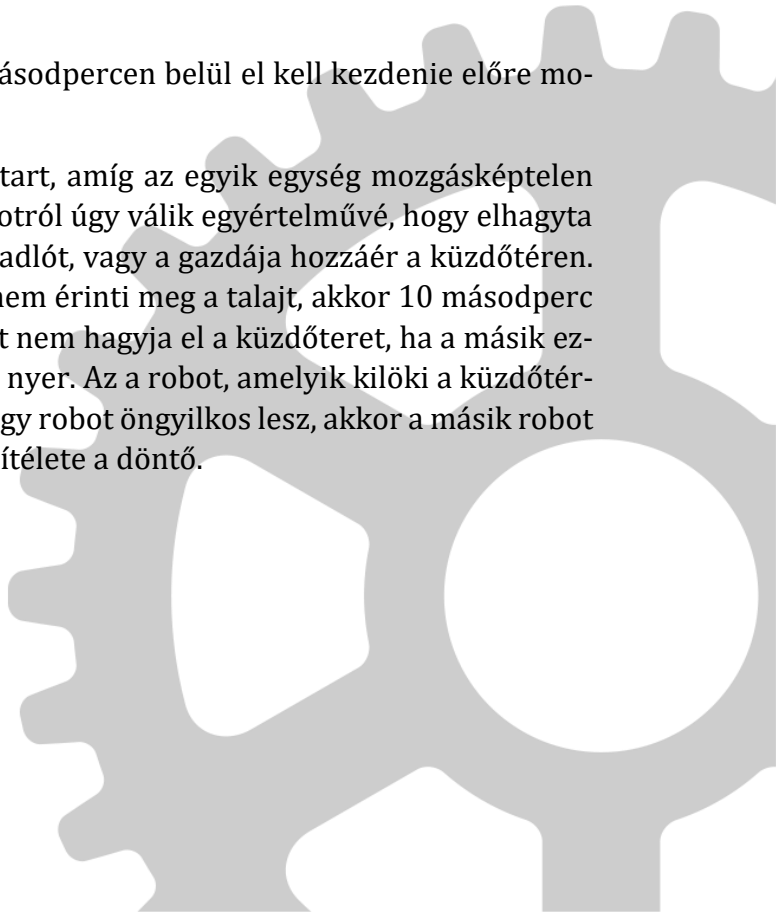 ásodpercen belül el kell kezdenie előre mo-
tart, amíg az egyik egység mozgásképtelen
otról úgy válik egyértelművé, hogy elhagyta
adlót, vagy a gazdája hozzáér a küzdőtéren.
nem érinti meg a talajt, akkor 10 másodperc
t nem hagyja el a küzdőteret, ha a másik ez-
nyer. Az a robot, amelyik kilöki a küzdőtér-
gy robot öngyilkos lesz, akkor a másik robot
ítélete a döntő.